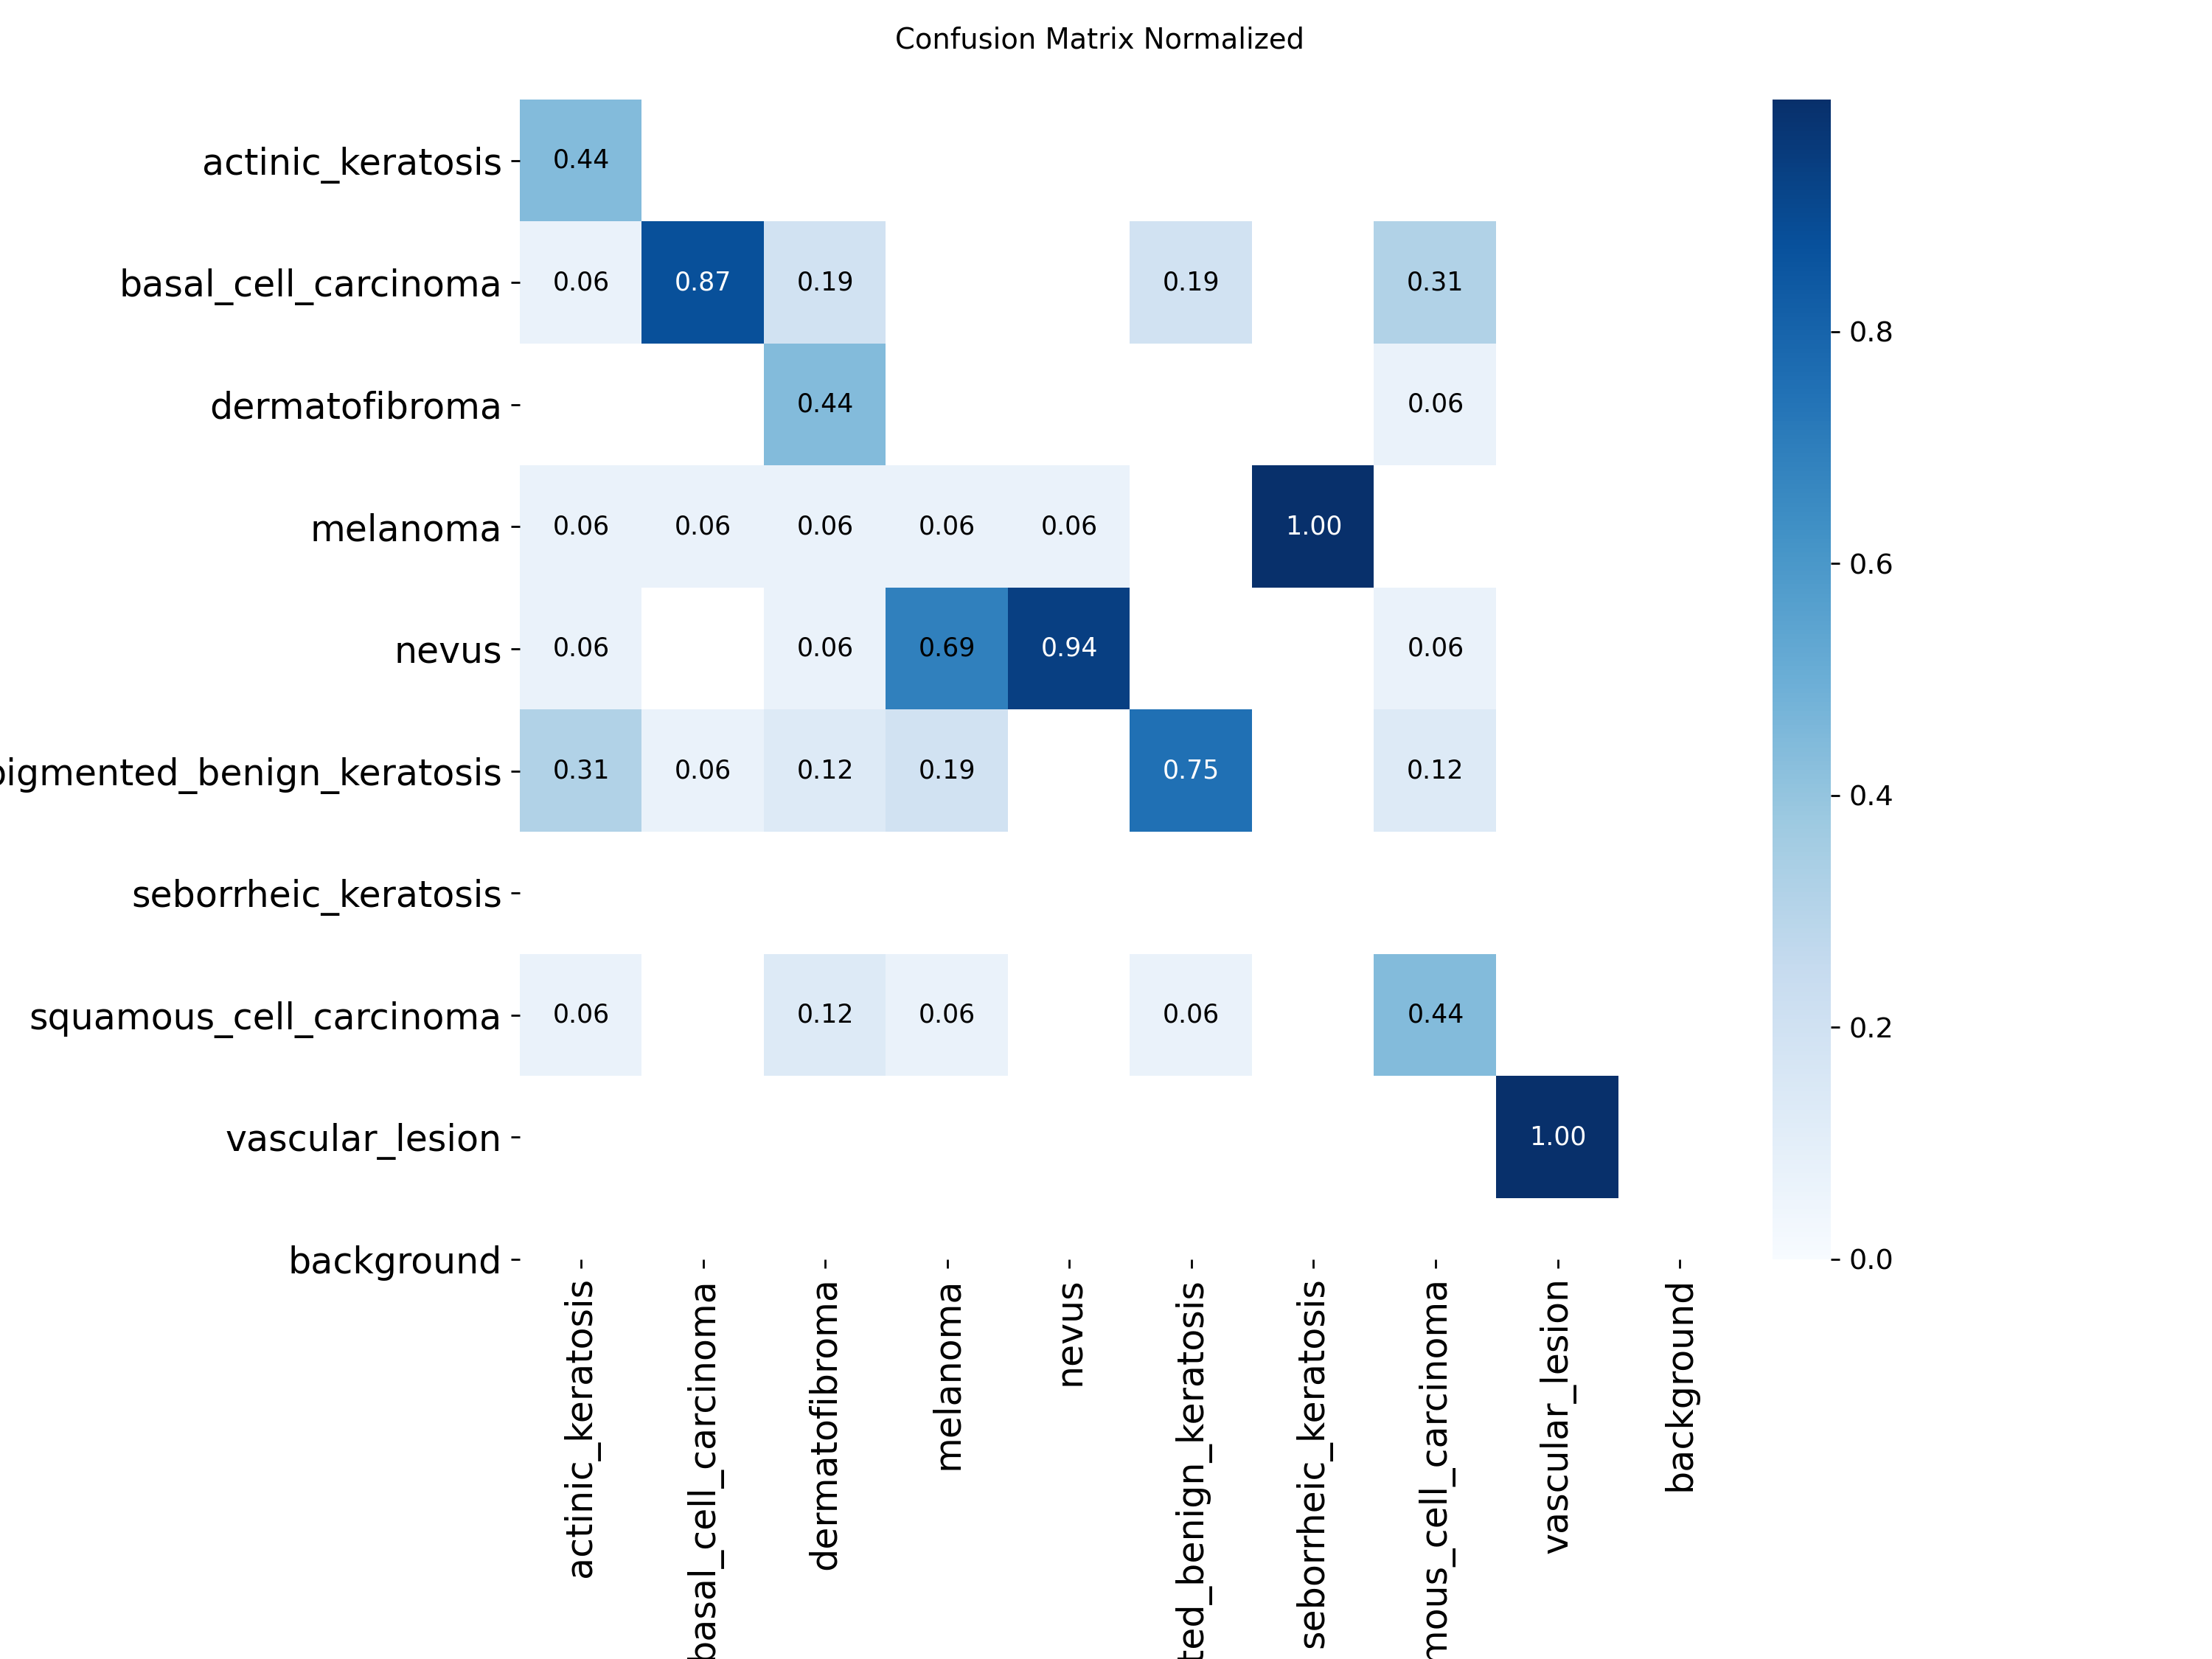 Confusion Matrix Normalized
actinic_keratosis
0.44
basal_cell_carcinoma
0.06 0.87 0.19 0.19 0.31
0.8
dermatofibroma
0.44 0.06
melanoma
0.06 0.06 0.06 0.06 0.06 1.00
0.6
nevus
0.06 0.06 0.69 0.94 0.06
pigmented_benign_keratosis
0.31 0.06 0.12 0.19 0.75 0.12
0.4
seborrheic_keratosis
squamous_cell_carcinoma
0.06 0.12 0.06 0.06 0.44
0.2
vascular_lesion
1.00
background
0.0
actinic_keratosis
basal_cell_carcinoma
dermatofibroma
melanoma
nevus
ted_benign_keratosis
seborrheic_keratosis
mous_cell_carcinoma
vascular_lesion
background